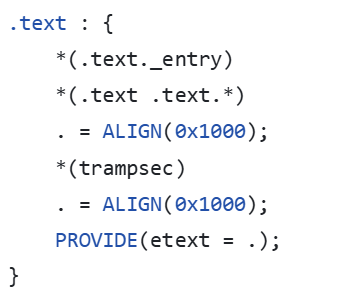 .text : {
    *(.text._entry)
    *(.text .text.*)
    . = ALIGN(0x1000);
    *(trampsec)
    . = ALIGN(0x1000);
    PROVIDE(etext = .);
}